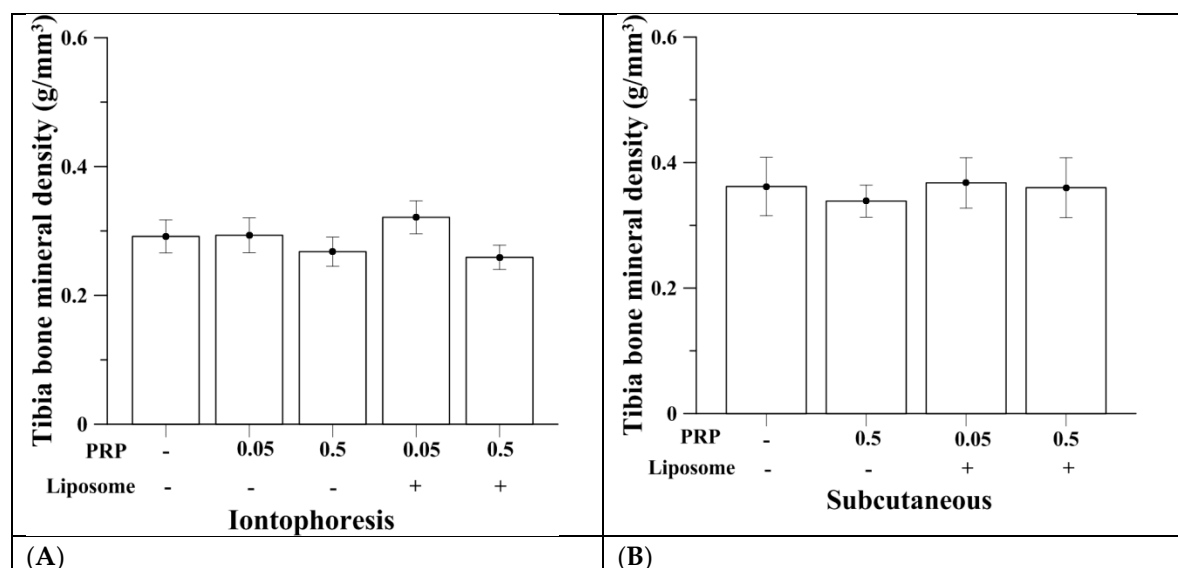 Tibia bone mineral density (g/mm³)
0.6
0.4
0.2
0
PRP - 0.05 0.5 0.05 0.5
Liposome - - - + +
Iontophoresis
(A)
Tibia bone mineral density (g/mm³)
0.6
0.4
0.2
0
PRP - 0.5 0.05 0.5
Liposome - - + +
Subcutaneous
(B)